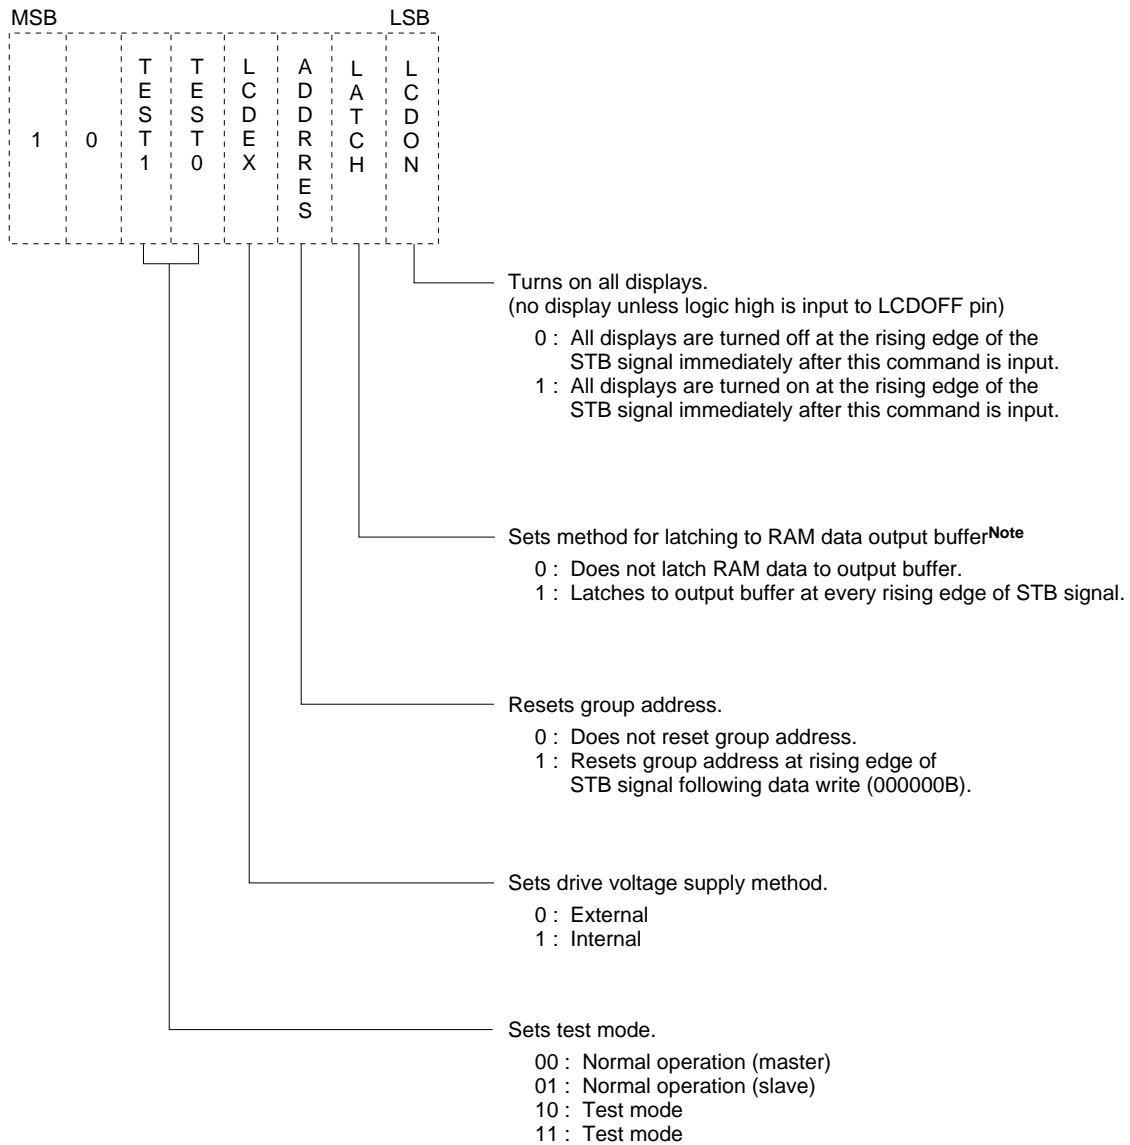 MSB LSB
1 0 TEST1 TEST0 LCDEX ADDRRES LATCH LCDON
Turns on all displays.
(no display unless logic high is input to LCDOFF pin)
0 : All displays are turned off at the rising edge of the
STB signal immediately after this command is input.
1 : All displays are turned on at the rising edge of the
STB signal immediately after this command is input.
Sets method for latching to RAM data output bufferNote
0 : Does not latch RAM data to output buffer.
1 : Latches to output buffer at every rising edge of STB signal.
Resets group address.
0 : Does not reset group address.
1 : Resets group address at rising edge of
STB signal following data write (000000B).
Sets drive voltage supply method.
0 : External
1 : Internal
Sets test mode.
00 : Normal operation (master)
01 : Normal operation (slave)
10 : Test mode
11 : Test mode